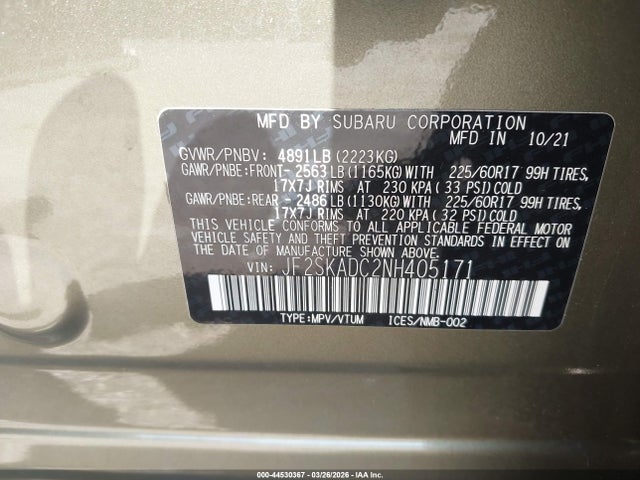 MFD BY SUBARU CORPORATION
MFD IN 10/21
GVWR/PNBV: 4891LB(2223KG)
GAWR/PNBE:FRONT- 2563LB(1165KG)WITH 225/60R17 99H TIRES,
17X7J RIMS AT 230 KPA(33 PSI)COLD
GAWR/PNBE:REAR - 2486LB(1130KG)WITH 225/60R17 99H TIRES,
17X7J RIMS AT 220 KPA(32 PSI)COLD
THIS VEHICLE CONFORMS TO ALL APPLICABLE FEDERAL MOTOR
VEHICLE SAFETY AND THEFT PREVENTION STANDARDS IN EFFECT
ON THE DATE OF MANUFACTURE SHOWN ABOVE.
VIN: JF2SKADC2NH405171
TYPE:MPV/VTUM ICES/NMB-002
000-44530367 - 03/26/2026 - IAA Inc.